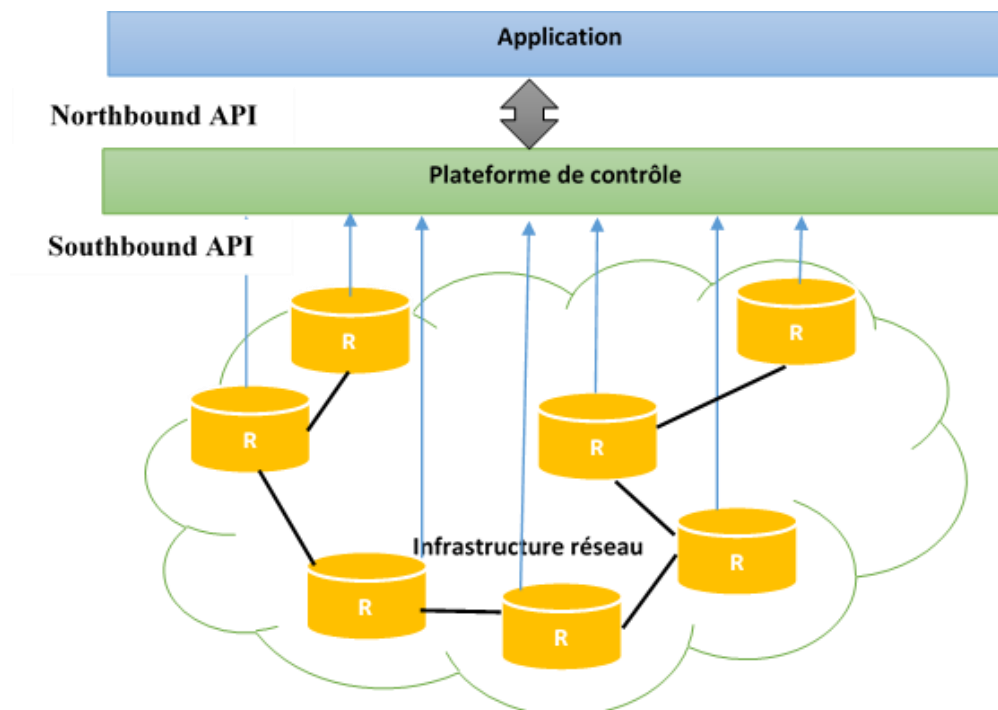 Application
Northbound API
Plateforme de contrôle
Southbound API
R
R
R
R
R
Infrastructure réseau
R
R